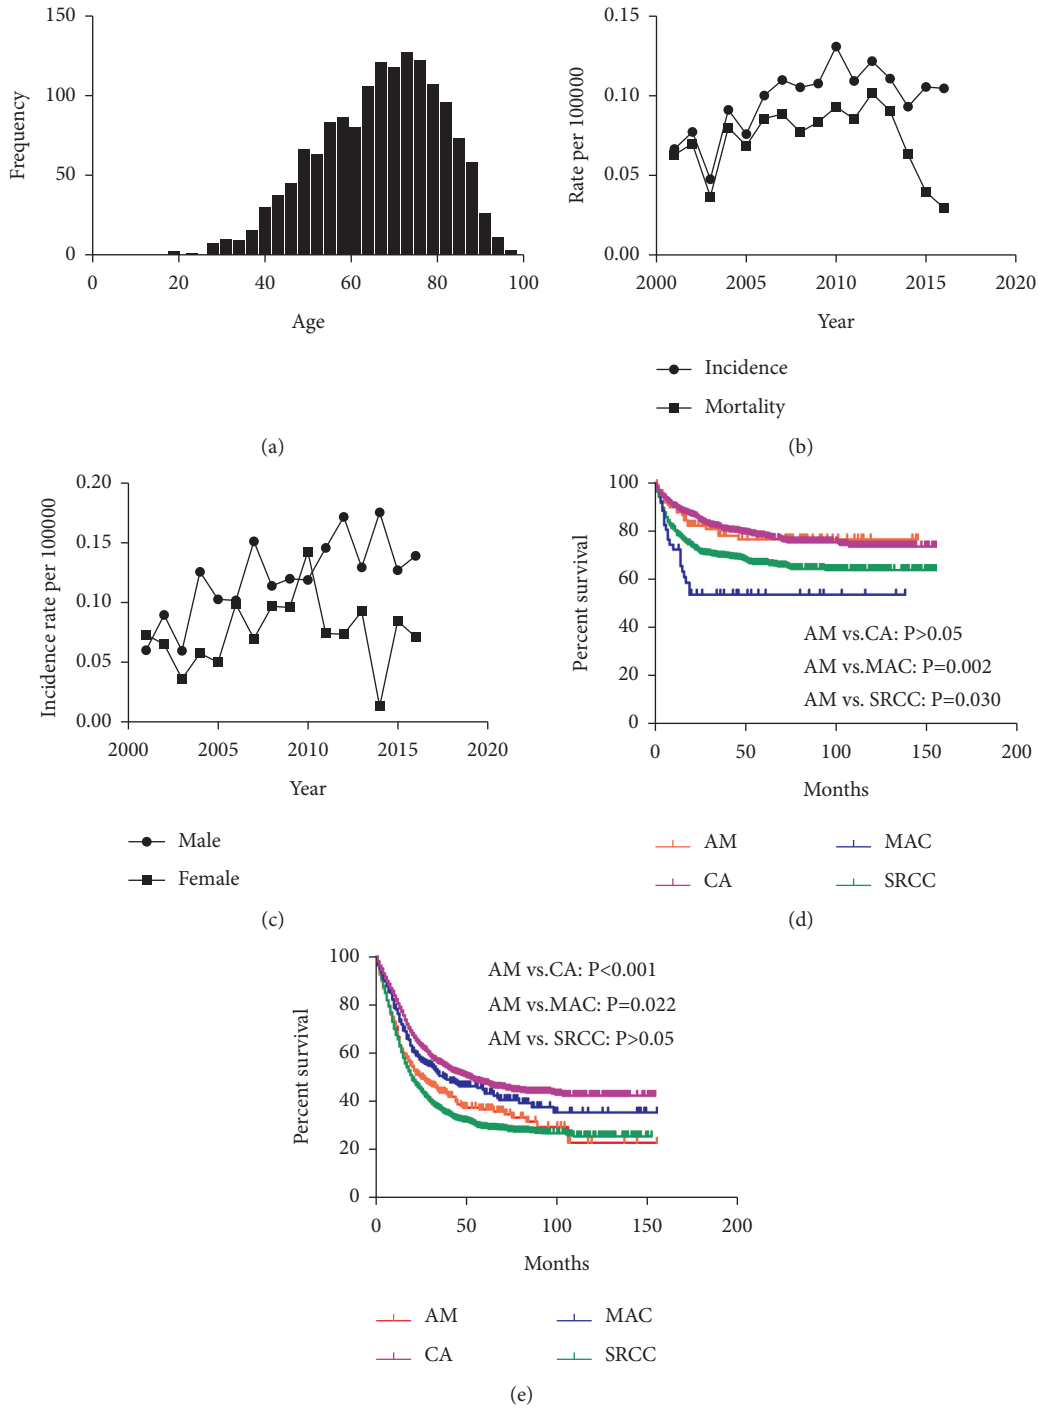 150
100
50
0
Frequency
0 20 40 60 80 100
Age
(a)
0.15
0.10
0.05
0.00
Rate per 100000
2000 2005 2010 2015 2020
Year
Incidence
Mortality
(b)
0.20
0.15
0.10
0.05
0.00
Incidence rate per 100000
2000 2005 2010 2015 2020
Year
Male
Female
(c)
100
80
60
40
20
0
Percent survival
AM vs.CA: P>0.05
AM vs.MAC: P=0.002
AM vs. SRCC: P=0.030
0 50 100 150 200
Months
AM MAC
CA SRCC
(d)
100
80
60
40
20
0
Percent survival
AM vs.CA: P<0.001
AM vs.MAC: P=0.022
AM vs. SRCC: P>0.05
0 50 100 150 200
Months
AM MAC
CA SRCC
(e)